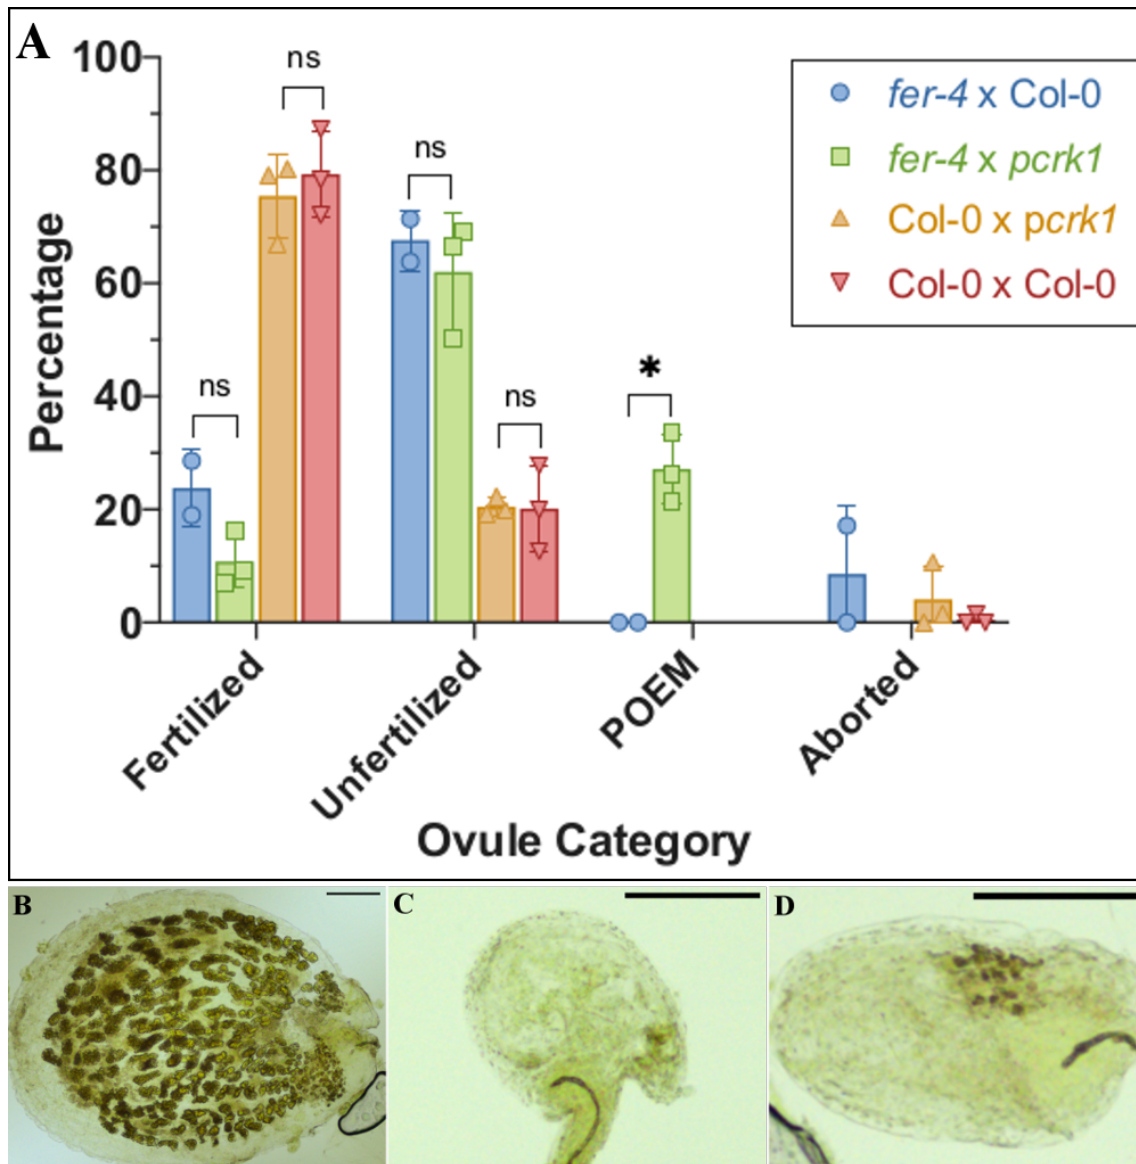 A
100
80
60
40
20
0
Percentage
ns
ns
ns
ns
*
fer-4 x Col-0
fer-4 x pcrk1
Col-0 x pcrk1
Col-0 x Col-0
Fertilized
Unfertilized
POEM
Aborted
Ovule Category
B
C
D